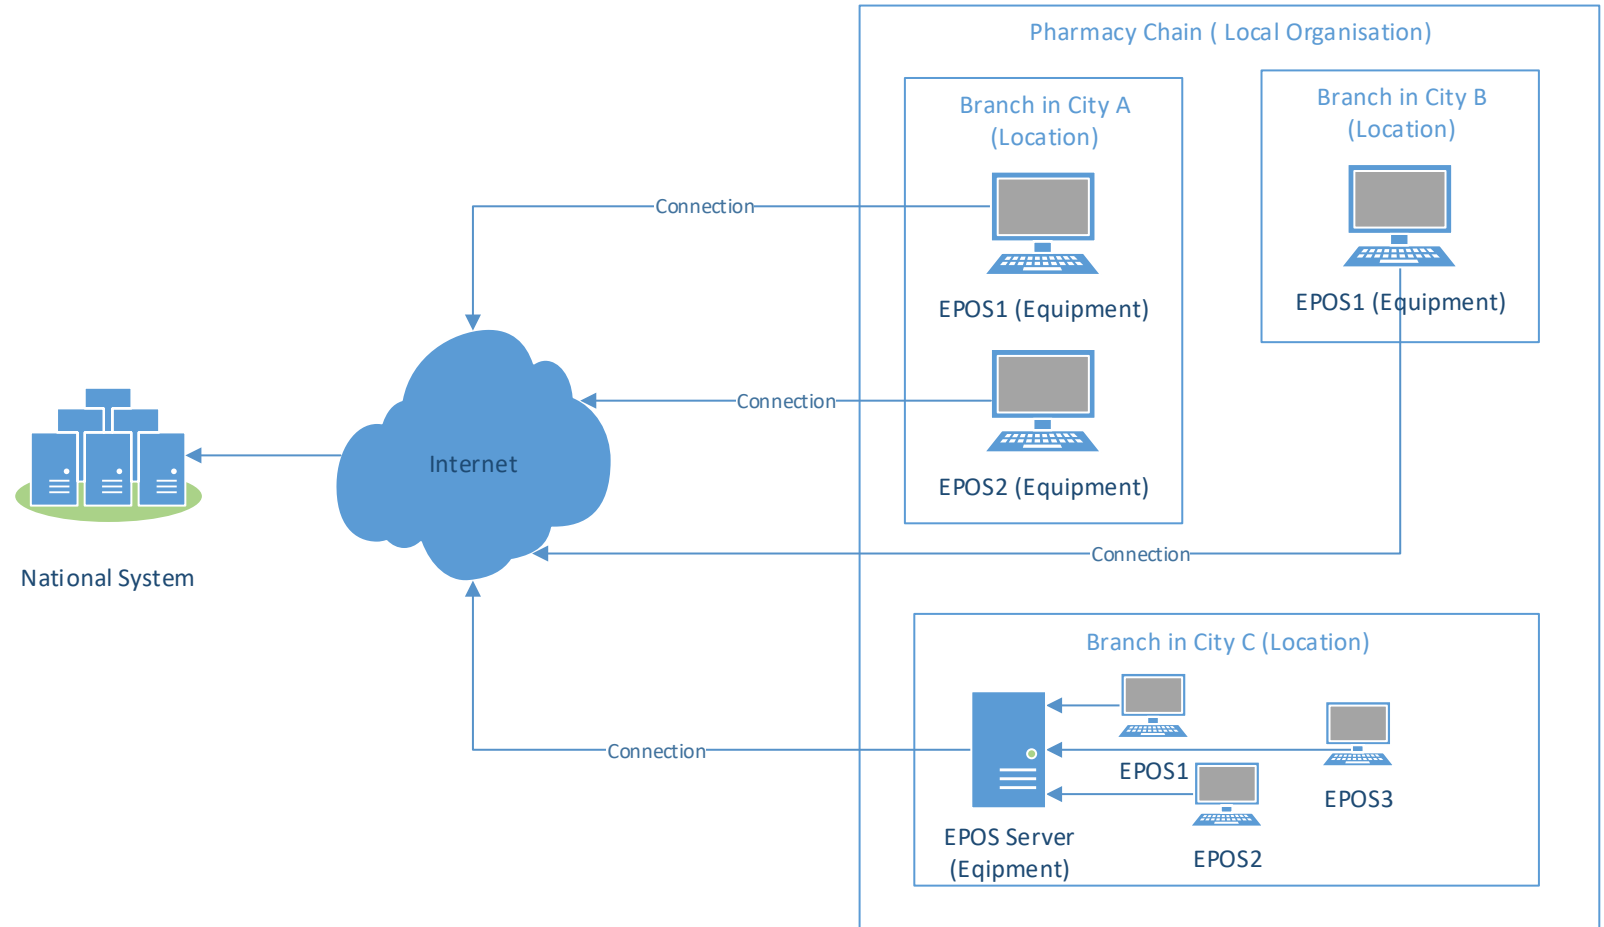 Pharmacy Chain ( Local Organisation)
Branch in City A
(Location)
Branch in City B
(Location)
Connection
EPOS1 (Equipment)
EPOS1 (Equipment)
Connection
EPOS2 (Equipment)
Internet
National System
Connection
Branch in City C (Location)
Connection
EPOS1
EPOS3
EPOS2
EPOS Server
(Eqipment)